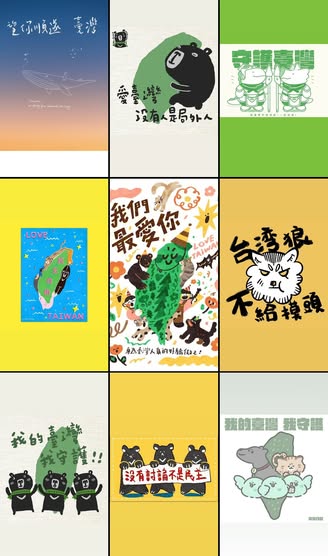 望你順遂 臺灣
愛臺灣
沒有人是局外人
守護臺灣
LOVE
TAIWAN
我們
最愛你
LOVE
TAIWAN
台湾狼
不給摸頭
我的臺灣
我守護!!
沒有討論不是民主
我的臺灣 我守護